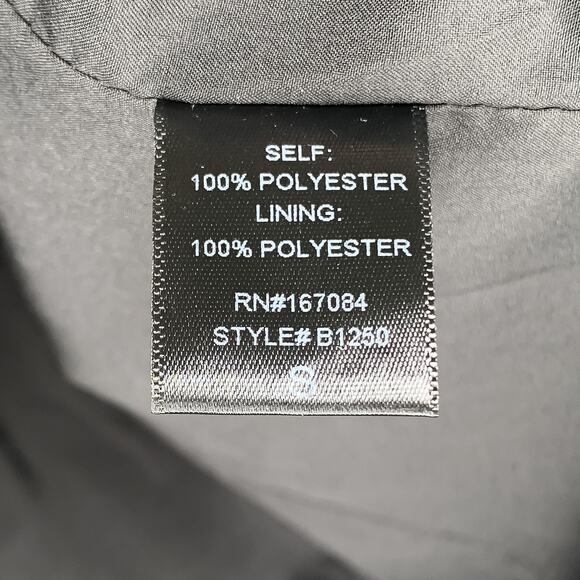 SELF:
100% POLYESTER
LINING:
100% POLYESTER
RN#167084
STYLE# B1250
S